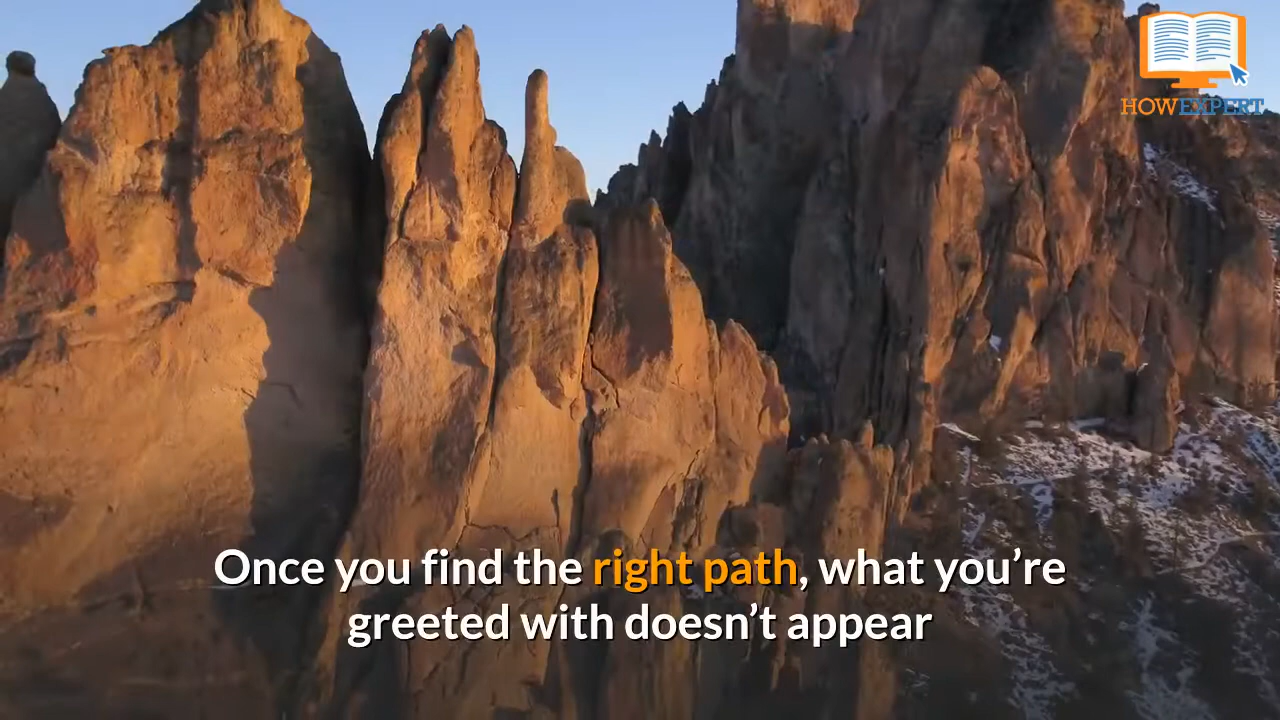 HOWEXPERT
Once you find the right path, what you’re
greeted with doesn’t appear